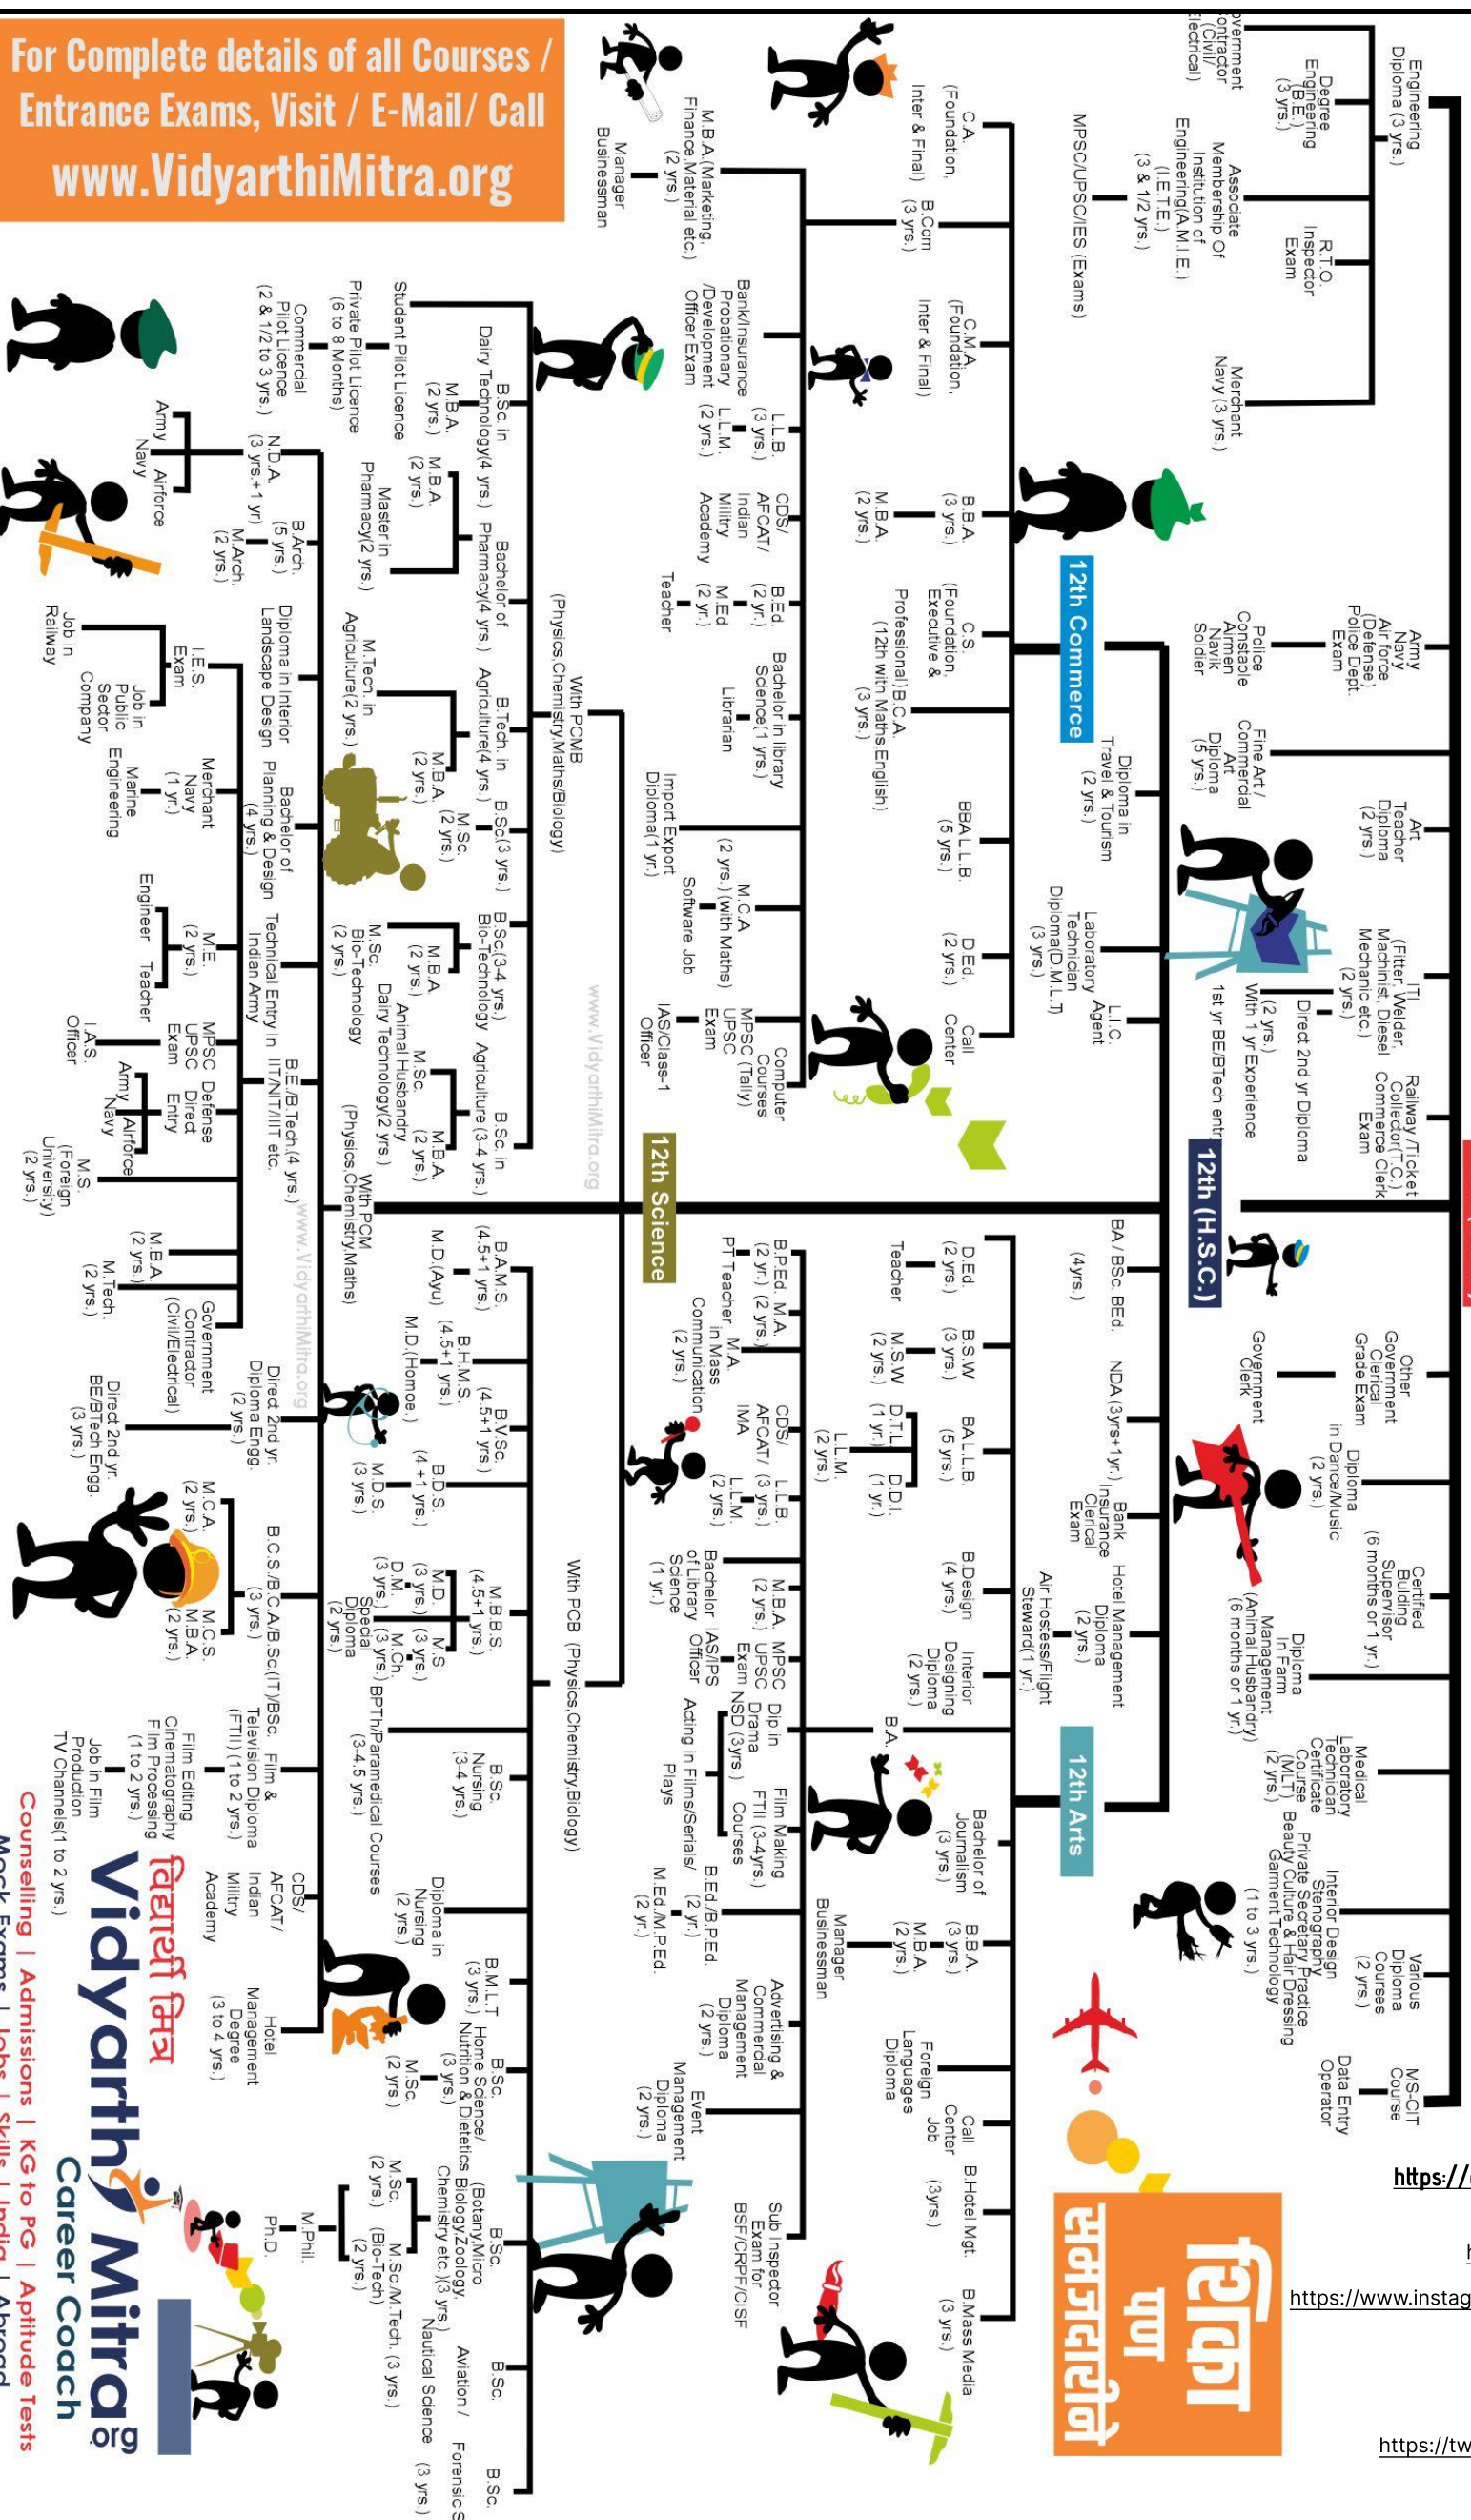 Engineering
Diploma (3 yrs.)
Degree
Engineering
(B.E.)
(3 yrs.)
(Civil/
Electrical)
Associate
Membership Of
Institution of
Engineering(A.M.I.E.)
(I.E.T.E.)
(3 & 1/2 yrs.)
MPSC/UPSC/IES (Exams)
R.T.O.
Inspector
Exam
Merchant
Navy (3 yrs.)
Army
Navy
Air force
(Defense)
Police Dept.
Exam
Police
Constable
Airmen
Navik
Soldier
Fine Art /
Commercial
Art
Diploma
(5 yrs.)
Art
Teacher
Diploma
(2 yrs.)
ITI
(Fitter, Welder,
Machinist, Diesel
Mechanic etc.)
(2 yrs.)
Direct 2nd yr Diploma
(2 yrs.)
With 1 yr Experience
1st yr BE/BTech entr
Railway /Ticket
Collector(T.C.)
Commerce Clerk
Exam
Other
Government
Clerical
Grade Exam
Government
Clerk
Diploma
in Dance/Music
(2 yrs.)
Certified
Bulding
Supervisor
(6 months or 1 yr.)
Diploma
In Farm
Management
(Animal Husbandry)
(6 months or 1 yr.)
Medical
Laboratory
Technician
Certificate
Course
(MLT)
(2 yrs.)
Interior Design
Stenography
Private Secretary Practice
Beauty Culture & Hair Dressing
Garment Technology
(1 to 3 yrs.)
Various
Diploma
Courses
(2 yrs.)
MS-CIT
Course
Data Entry
Operator
https://
https://www.instag
https://tw
12th (H.S.C.)
12th Commerce
Diploma in
Travel & Tourism
(2 yrs.)
Laboratory
Technician
Diploma(D.M.L.T)
(3 yrs.)
L.I.C.
Agent
BA / BSc. BEd.
(4yrs.)
NDA (3yrs+1yr.)
Bank
Insurance
Clerical
Exam
Hotel Management
Diploma
(2 yrs.)
Air Hostess/Flight
Steward(1 yr.)
12th Arts
C.A.
(Foundation,
Inter & Final)
B.Com
(3 yrs.)
C.M.A.
(Foundation,
Inter & Final)
B.B.A.
(3 yrs.)
M.B.A.
(2 yrs.)
C.S.
(Foundation,
Executive &
Professional)
B.C.A.
(12th with Maths,English)
(3 yrs.)
BBA L.L.B.
(5 yrs.)
D.Ed.
(2 yrs.)
Call
Center
M.B.A.(Marketing,
Finance,Material etc.)
(2 yrs.)
Manager
Businessman
Bank/Insurance
Probationary
/Development
Officer Exam
L.L.B.
(3 yrs.)
L.L.M.
(2 yrs.)
CDS/
AFCAT/
Indian
Militry
Academy
B.Ed.
(2 yr.)
M.Ed
(2 yr.)
Teacher
Bachelor in library
Science(1 yrs.)
Librarian
Import Export
Diploma(1 yr.)
M.C.A
(2 yrs.) (with Maths)
Software Job
MPSC
UPSC
Exam
IAS/Class-1
Officer
Computer
Courses
(Tally)
D.Ed.
(2 yrs.)
Teacher
B.S.W
(3 yrs.)
M.S.W
(2 yrs.)
BA L.L.B.
(5 yrs.)
D.T.L.
(1 yr.)
D.D.I.
(1 yr.)
L.L.M.
(2 yrs.)
B.Design
(4 yrs.)
Interior
Designing
Diploma
(2 yrs.)
B.A.
Bachelor of
Journalism
(3 yrs.)
B.B.A.
(3 yrs.)
M.B.A.
(2 yrs.)
Manager
Businessman
Foreign
Languages
Diploma
Call
Center
Job
B.Hotel Mgt.
(3yrs.)
B.Mass Media
(3 yrs.)
B.P.Ed.
(2 yr.)
PT Teacher
M.A.
(2 yrs.)
M.A.
in Mass
Communication
(2 yrs.)
CDS/
AFCAT/
IMA
L.L.B.
(3 yrs.)
L.L.M.
(2 yrs.)
Bachelor
of Library
Science
(1 yr.)
M.B.A.
(2 yrs.)
MPSC
UPSC
Exam
IAS/IPS
Officer
Dip.in
Drama
NSD (3yrs.)
Film Making
FTII (3-4yrs.)
Courses
Acting in Films/Serials/
Plays
B.Ed./B.P.Ed.
(2 yr.)
M.Ed./M.P.Ed.
(2 yr.)
Advertising &
Commercial
Management
Diploma
(2 yrs.)
Event
Management
Diploma
(2 yrs.)
Sub Inspector
Exam for
BSF/CRPF/CISF
12th Science
www.VidyarthiMitra.org
With PCMB
(Physics,Chemistry,Maths/Biology)
Student Pilot Licence
Private Pilot Licence
(6 to 8 Months)
Commercial
Pilot Licence
(2 & 1/2 to 3 yrs.)
B.Sc. in
Dairy Technology(4 yrs.)
M.B.A.
(2 yrs.)
Bachelor of
Pharmacy(4 yrs.)
M.B.A
(2 yrs.)
Master in
Pharmacy(2 yrs.)
B.Tech. in
Agriculture(4 yrs.)
M.Tech. in
Agriculture(2 yrs.)
M.B.A.
(2 yrs.)
B.Sc.(3 yrs.)
M.Sc.
(2 yrs.)
B.Sc.(3-4 yrs.)
Bio-Technology
M.Sc.
Bio-Technology
(2 yrs.)
M.B.A.
(2 yrs.)
B.Sc. in
Agriculture (3-4 yrs.)
M.Sc.
Animal Husbandry
Dairy Technology(2 yrs.)
M.B.A.
(2 yrs.)
With PCB (Physics,Chemistry,Biology)
B.A.M.S.
(4.5+1 yrs.)
M.D.(Ayu)
B.H.M.S.
(4.5+1 yrs.)
M.D.(Homoe.)
B.V.Sc.
(4.5+1 yrs.)
B.D.S.
(4 +1 yrs.)
M.D.S.
(3 yrs.)
M.B.B.S.
(4.5+1 yrs.)
M.D.
(3 yrs.)
M.S.
(3 yrs.)
D.M.
(3 yrs.)
M.Ch.
(3 yrs.)
Special
Diploma
(2 yrs.)
BPTh/Paramedical Courses
(3-4.5 yrs.)
B.Sc.
Nursing
(3-4 yrs.)
Diploma in
Nursing
(2 yrs.)
B.M.L.T
(3 yrs.)
B.Sc.
Home Science/
Nutrition & Dietetics
(3 yrs.)
M.Sc.
(2 yrs.)
B.Sc.
(Botany,Micro
Biology,Zoology,
Chemistry etc.)(3 yrs.)
M.Sc.
(2 yrs.)
M.Sc./M.Tech.
(Bio-Tech)
(2 yrs.)
M.Phil.
Ph.D.
B.Sc.
Aviation /
Nautical Science
(3 yrs.)
B.Sc.
Forensic S
(3 yrs.)
With PCM
(Physics,Chemistry,Maths)
www.VidyarthiMitra.org
N.D.A.
(3 yrs.+1 yr)
Army
Navy
Airforce
B.Arch.
(5 yrs.)
M.Arch.
(2 yrs.)
Diploma in Interior
Landscape Design
Bachelor of
Planning & Design
(4 yrs.)
Technical Entry In
Indian Army
B.E./B.Tech.(4 yrs.)
IIT/NIT/IIIT etc.
I.E.S.
Exam
Job in
Railway
Job in
Public
Sector
Company
Merchant
Navy
(1 yr.)
Marine
Engineering
M.E.
(2 yrs.)
Engineer
Teacher
MPSC
UPSC
Exam
I.A.S.
Officer
Defense
Direct
Entry
Army
Navy
Airforce
M.S.
(Foreign
University)
(2 yrs.)
M.B.A.
(2 yrs.)
M.Tech.
(2 yrs.)
Government
Contractor
(Civil/Electrical)
Direct 2nd yr.
Diploma Engg.
(2 yrs.)
Direct 2nd yr.
BE/BTech Engg.
(3 yrs.)
B.C.S./B.C.A/B.Sc.(IT)/BSc.
(3 yrs.)
M.C.A.
(2 yrs.)
M.C.S.
M.B.A.
(2 yrs.)
Film &
Television Diploma
(FTII) (1 to 2 yrs.)
Film Editing
Cinematography
Film Processing
(1 to 2 yrs.)
Job in Film
Production
TV Channels(1 to 2 yrs.)
CDS/
AFCAT/
Indian
Militry
Academy
Hotel
Management
Degree
(3 to 4 yrs.)
शिका
पण
समजदारीने
विद्यार्थी मित्र
VidyarthiMitra.org
Career Coach
Counselling | Admissions | KG to PG | Aptitude Tests
Mock Exams | Jobs | Skills | India | Abroad
For Complete details of all Courses /
Entrance Exams, Visit / E-Mail/ Call
www.VidyarthiMitra.org